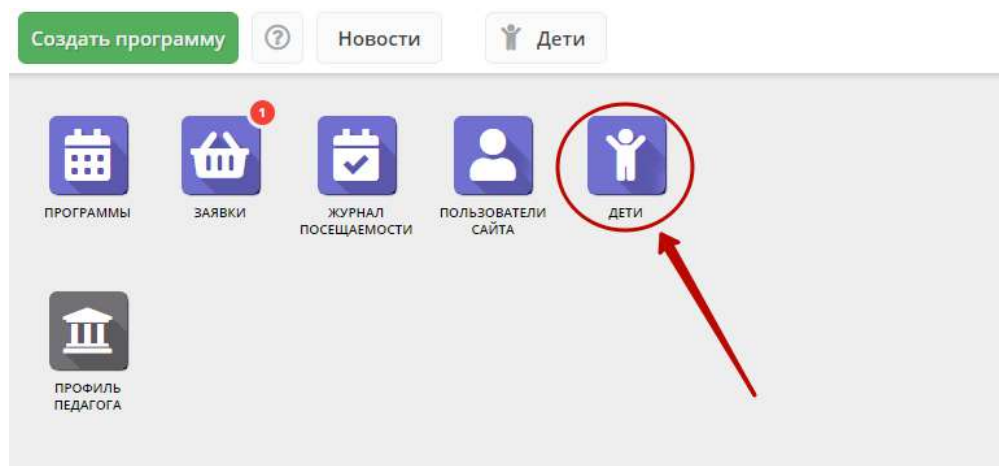 Создать программу
?
Новости
Дети
1
ПРОГРАММЫ
ЗАЯВКИ
ЖУРНАЛ
ПОСЕЩАЕМОСТИ
ПОЛЬЗОВАТЕЛИ
САЙТА
ДЕТИ
ПРОФИЛЬ
ПЕДАГОГА